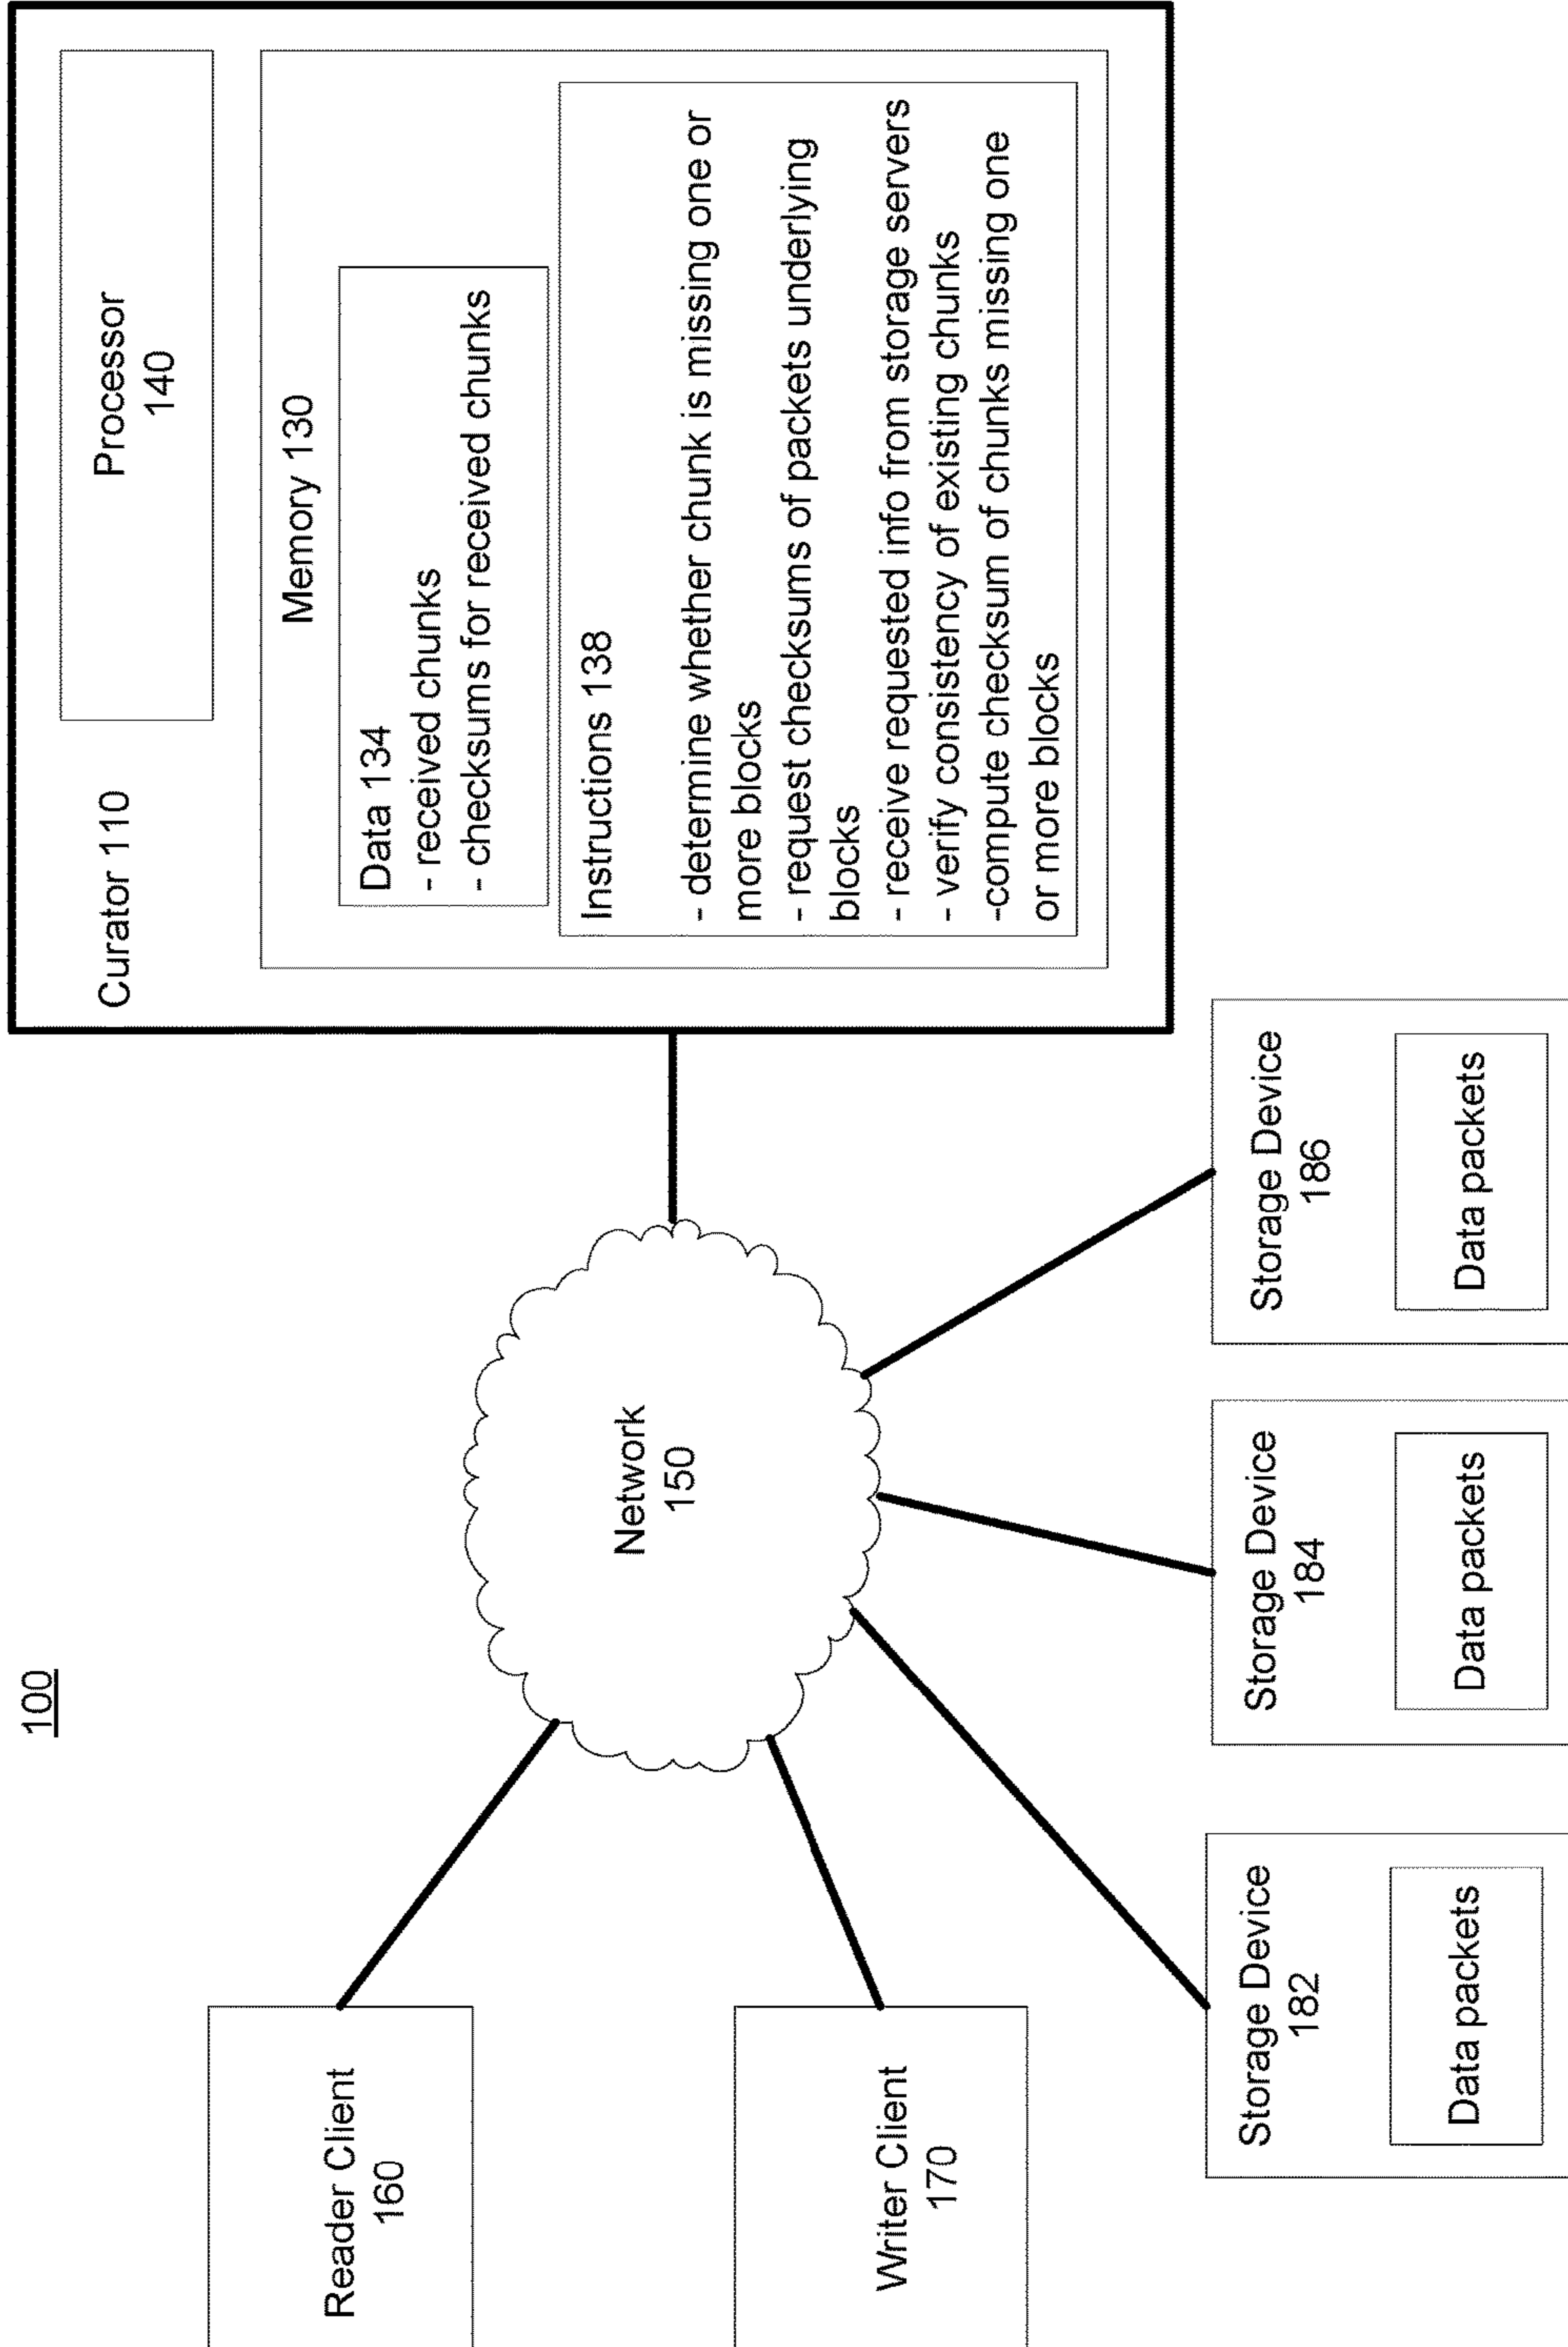 100
Reader Client
160
Writer Client
170
Network
150
Storage Device
182
Data packets
Storage Device
184
Data packets
Storage Device
186
Data packets
Curator 110
Processor
140
Memory 130
Data 134
- received chunks
- checksums for received chunks
Instructions 138
- determine whether chunk is missing one or
more blocks
- request checksums of packets underlying
blocks
- receive requested info from storage servers
- verify consistency of existing chunks
-compute checksum of chunks missing one
or more blocks